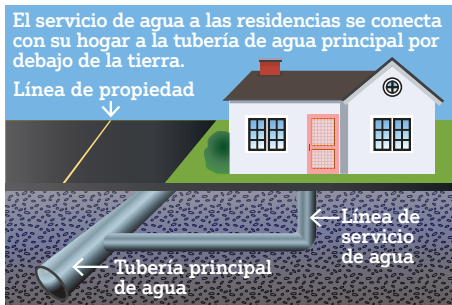 El servicio de agua a las residencias se conecta
con su hogar a la tubería de agua principal por
debajo de la tierra.
Línea de propiedad
Línea de
servicio
de agua
Tubería principal
de agua